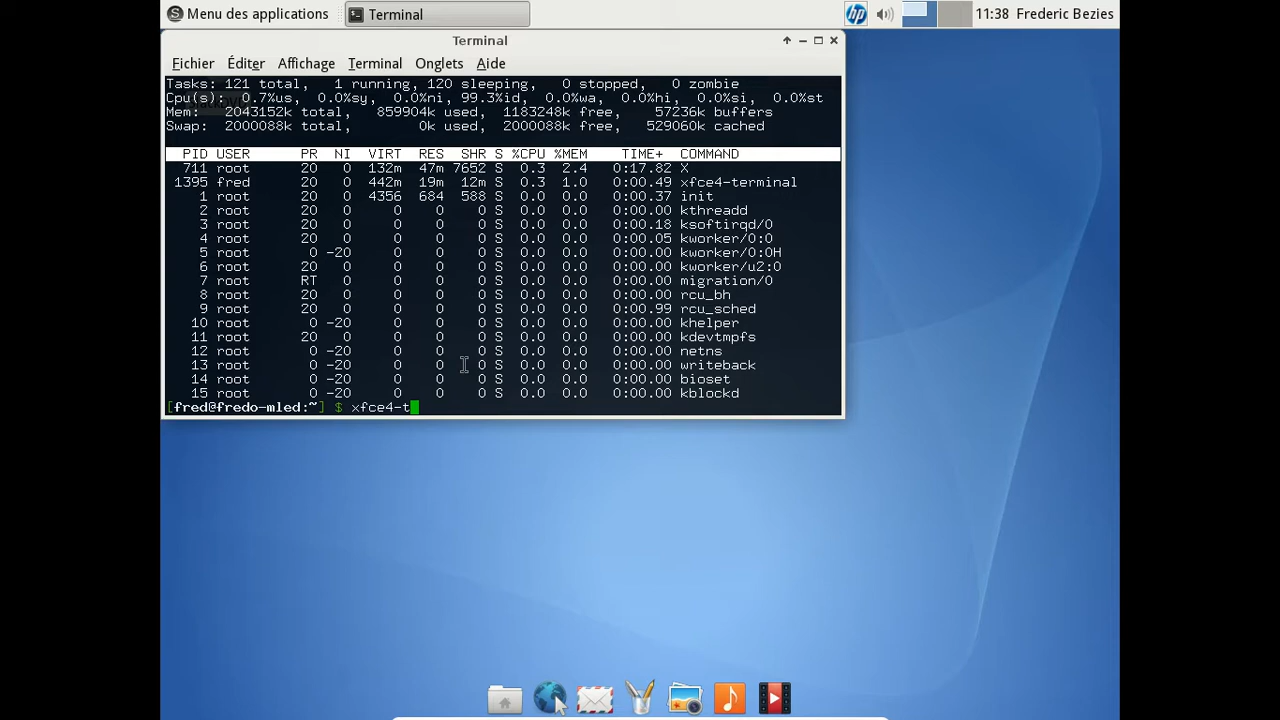 Menu des applications Terminal 11:38 Frederic Bezies
Terminal
Fichier Éditer Affichage Terminal Onglets Aide
Tasks: 121 total, 1 running, 120 sleeping, 0 stopped, 0 zombie
Cpu(s): 0.7%us, 0.0%sy, 0.0%ni, 99.3%id, 0.0%wa, 0.0%hi, 0.0%si, 0.0%st
Mem: 2043152k total, 859904k used, 1183248k free, 57236k buffers
Swap: 2000088k total, 0k used, 2000088k free, 529060k cached
PID USER PR NI VIRT RES SHR S %CPU %MEM TIME+ COMMAND
711 root 20 0 132m 47m 7652 S 0.3 2.4 0:17.82 X
1395 fred 20 0 442m 19m 12m S 0.3 1.0 0:00.49 xfce4-terminal
1 root 20 0 4356 684 588 S 0.0 0.0 0:00.37 init
2 root 20 0 0 0 0 S 0.0 0.0 0:00.00 kthreadd
3 root 20 0 0 0 0 S 0.0 0.0 0:00.18 ksoftirqd/0
4 root 20 0 0 0 0 S 0.0 0.0 0:00.05 kworker/0:0
5 root 0 -20 0 0 0 S 0.0 0.0 0:00.00 kworker/0:0H
6 root 20 0 0 0 0 S 0.0 0.0 0:00.00 kworker/u2:0
7 root RT 0 0 0 0 S 0.0 0.0 0:00.00 migration/0
8 root 20 0 0 0 0 S 0.0 0.0 0:00.00 rcu_bh
9 root 20 0 0 0 0 S 0.0 0.0 0:00.99 rcu_sched
10 root 0 -20 0 0 0 S 0.0 0.0 0:00.00 khelper
11 root 20 0 0 0 0 S 0.0 0.0 0:00.00 kdevtmpfs
12 root 0 -20 0 0 0 S 0.0 0.0 0:00.00 netns
13 root 0 -20 0 0 0 S 0.0 0.0 0:00.00 writeback
14 root 0 -20 0 0 0 S 0.0 0.0 0:00.00 bioset
15 root 0 -20 0 0 0 S 0.0 0.0 0:00.00 kblockd
[fred@fredo-mled:~] $ xfce4-t